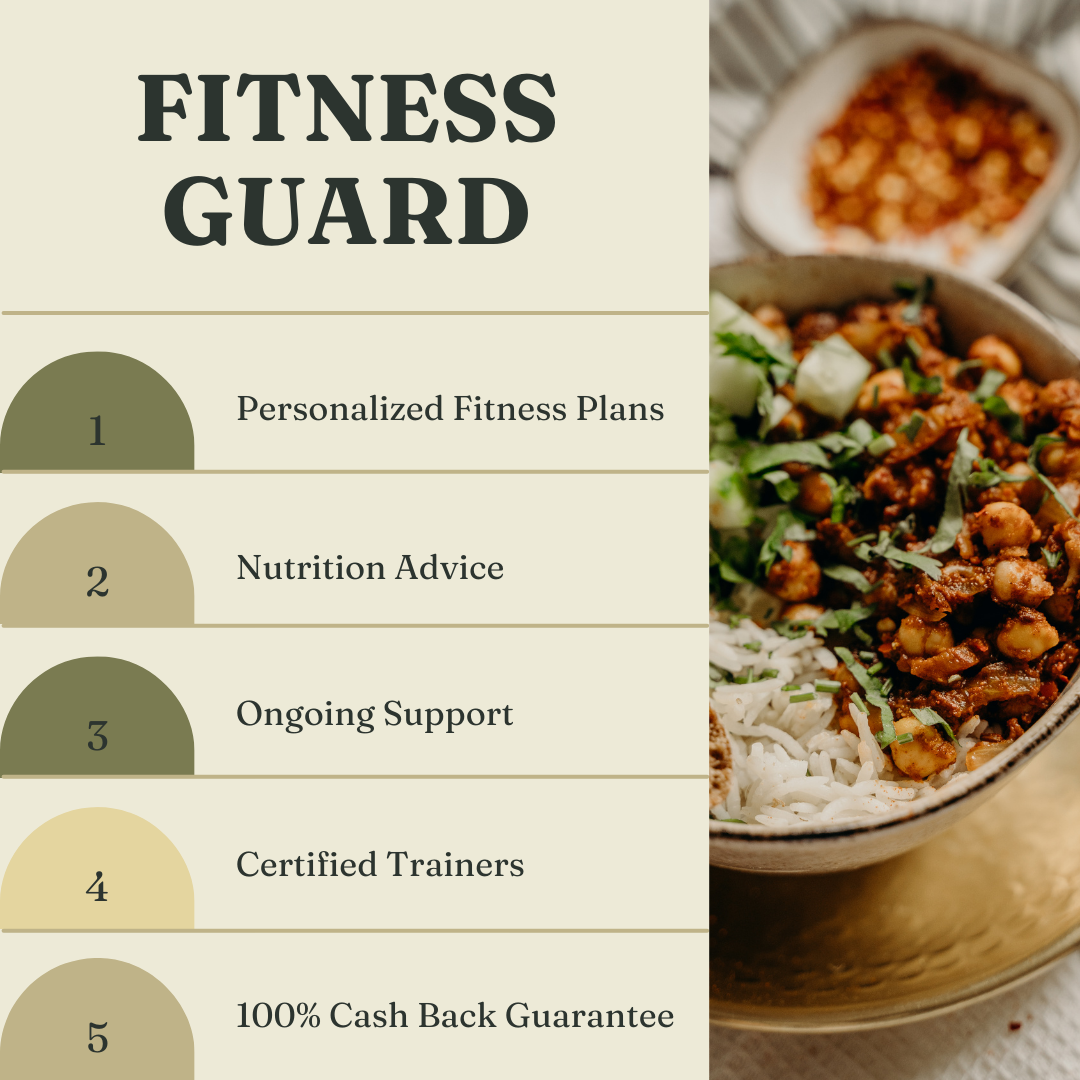 FITNESS
GUARD
1
Personalized Fitness Plans
2
Nutrition Advice
3
Ongoing Support
4
Certified Trainers
5
100% Cash Back Guarantee